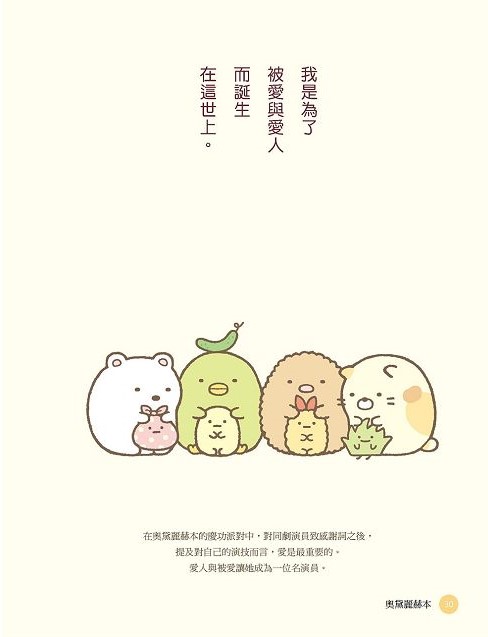 我是為了
被愛與愛人
而誕生
在這世上。
在奧黛麗赫本的慶功派對中，對同劇演員致感謝詞之後，
提及對自己的演技而言，愛是最重要的。
愛人與被愛讓她成為一位名演員。
奧黛麗赫本 30